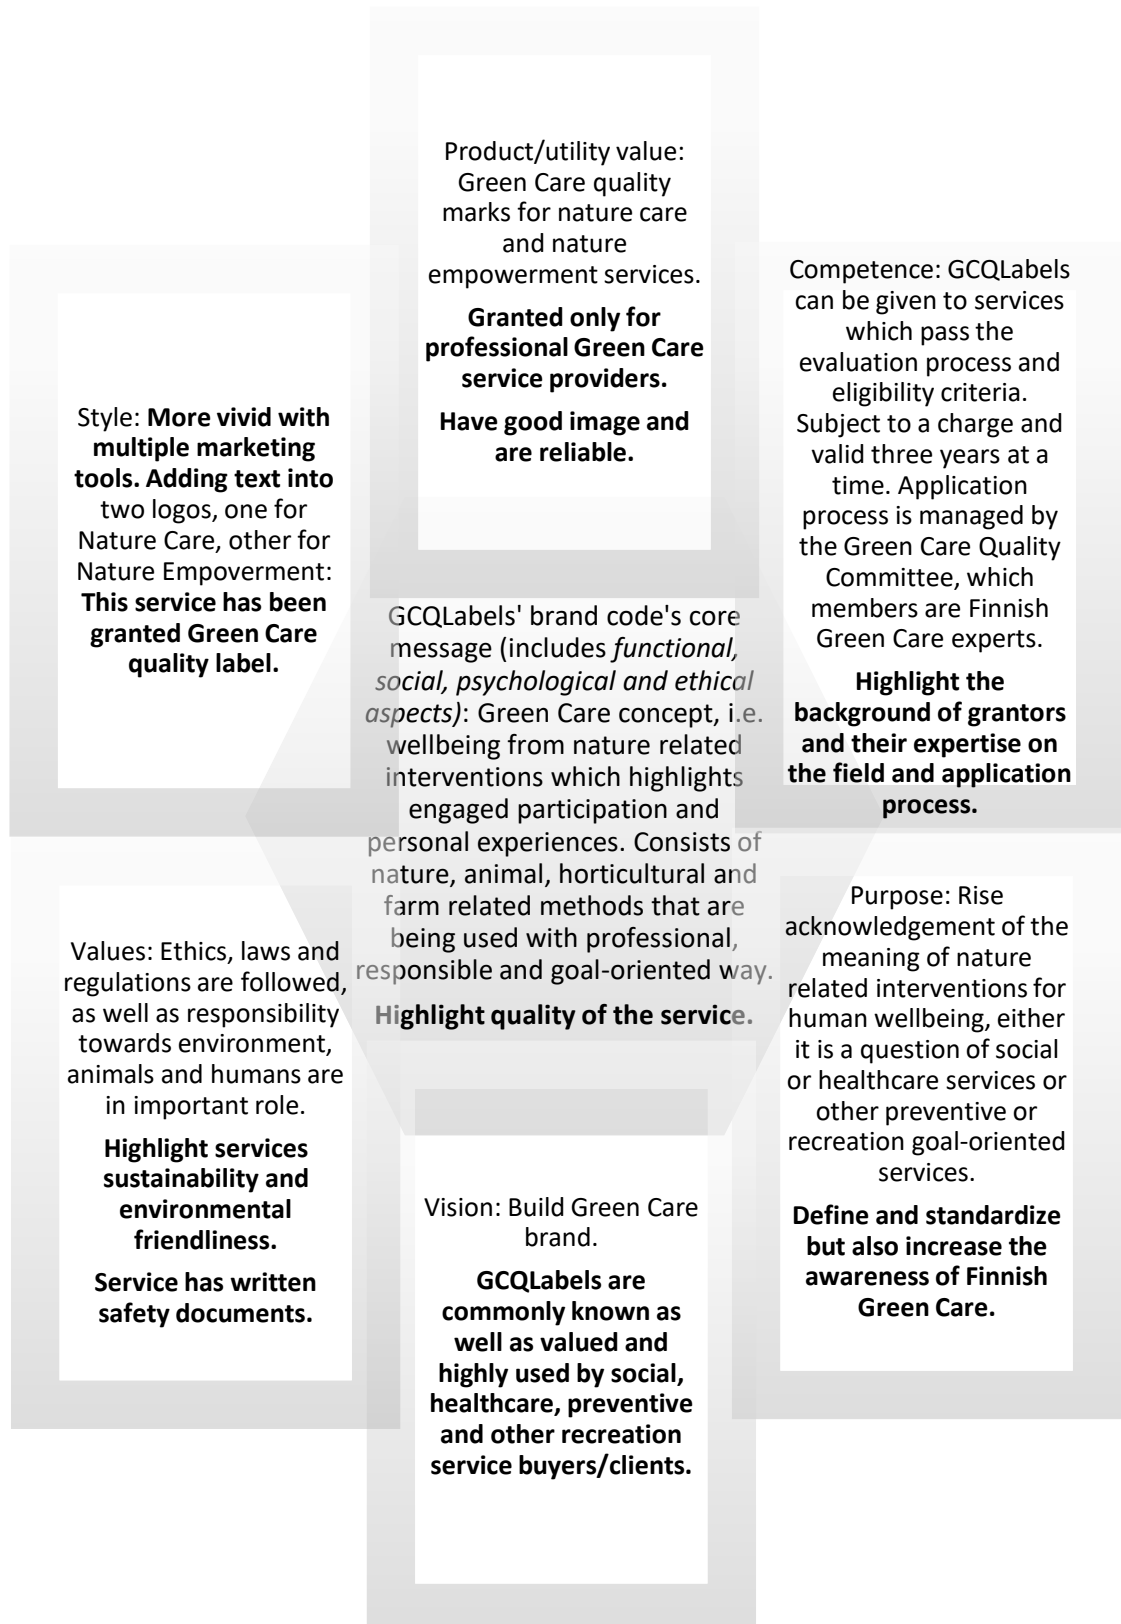 Product/utility value:
Green Care quality
marks for nature care
and nature
empowerment services.
Granted only for
professional Green Care
service providers.
Have good image and
are reliable.
Competence: GCQLabels
can be given to services
which pass the
evaluation process and
eligibility criteria.
Subject to a charge and
valid three years at a
time. Application
process is managed by
the Green Care Quality
Committee, which
members are Finnish
Green Care experts.
Highlight the
background of grantors
and their expertise on
the field and application
process.
Style: More vivid with
multiple marketing
tools. Adding text into
two logos, one for
Nature Care, other for
Nature Empoverment:
This service has been
granted Green Care
quality label.
GCQLabels' brand code's core
message (includes functional,
social, psychological and ethical
aspects): Green Care concept, i.e.
wellbeing from nature related
interventions which highlights
engaged participation and
personal experiences. Consists of
nature, animal, horticultural and
farm related methods that are
being used with professional,
responsible and goal-oriented way.
Highlight quality of the service.
Values: Ethics, laws and
regulations are followed,
as well as responsibility
towards environment,
animals and humans are
in important role.
Highlight services
sustainability and
environmental
friendliness.
Service has written
safety documents.
Purpose: Rise
acknowledgement of the
meaning of nature
related interventions for
human wellbeing, either
it is a question of social
or healthcare services or
other preventive or
recreation goal-oriented
services.
Define and standardize
but also increase the
awareness of Finnish
Green Care.
Vision: Build Green Care
brand.
GCQLabels are
commonly known as
well as valued and
highly used by social,
healthcare, preventive
and other recreation
service buyers/clients.